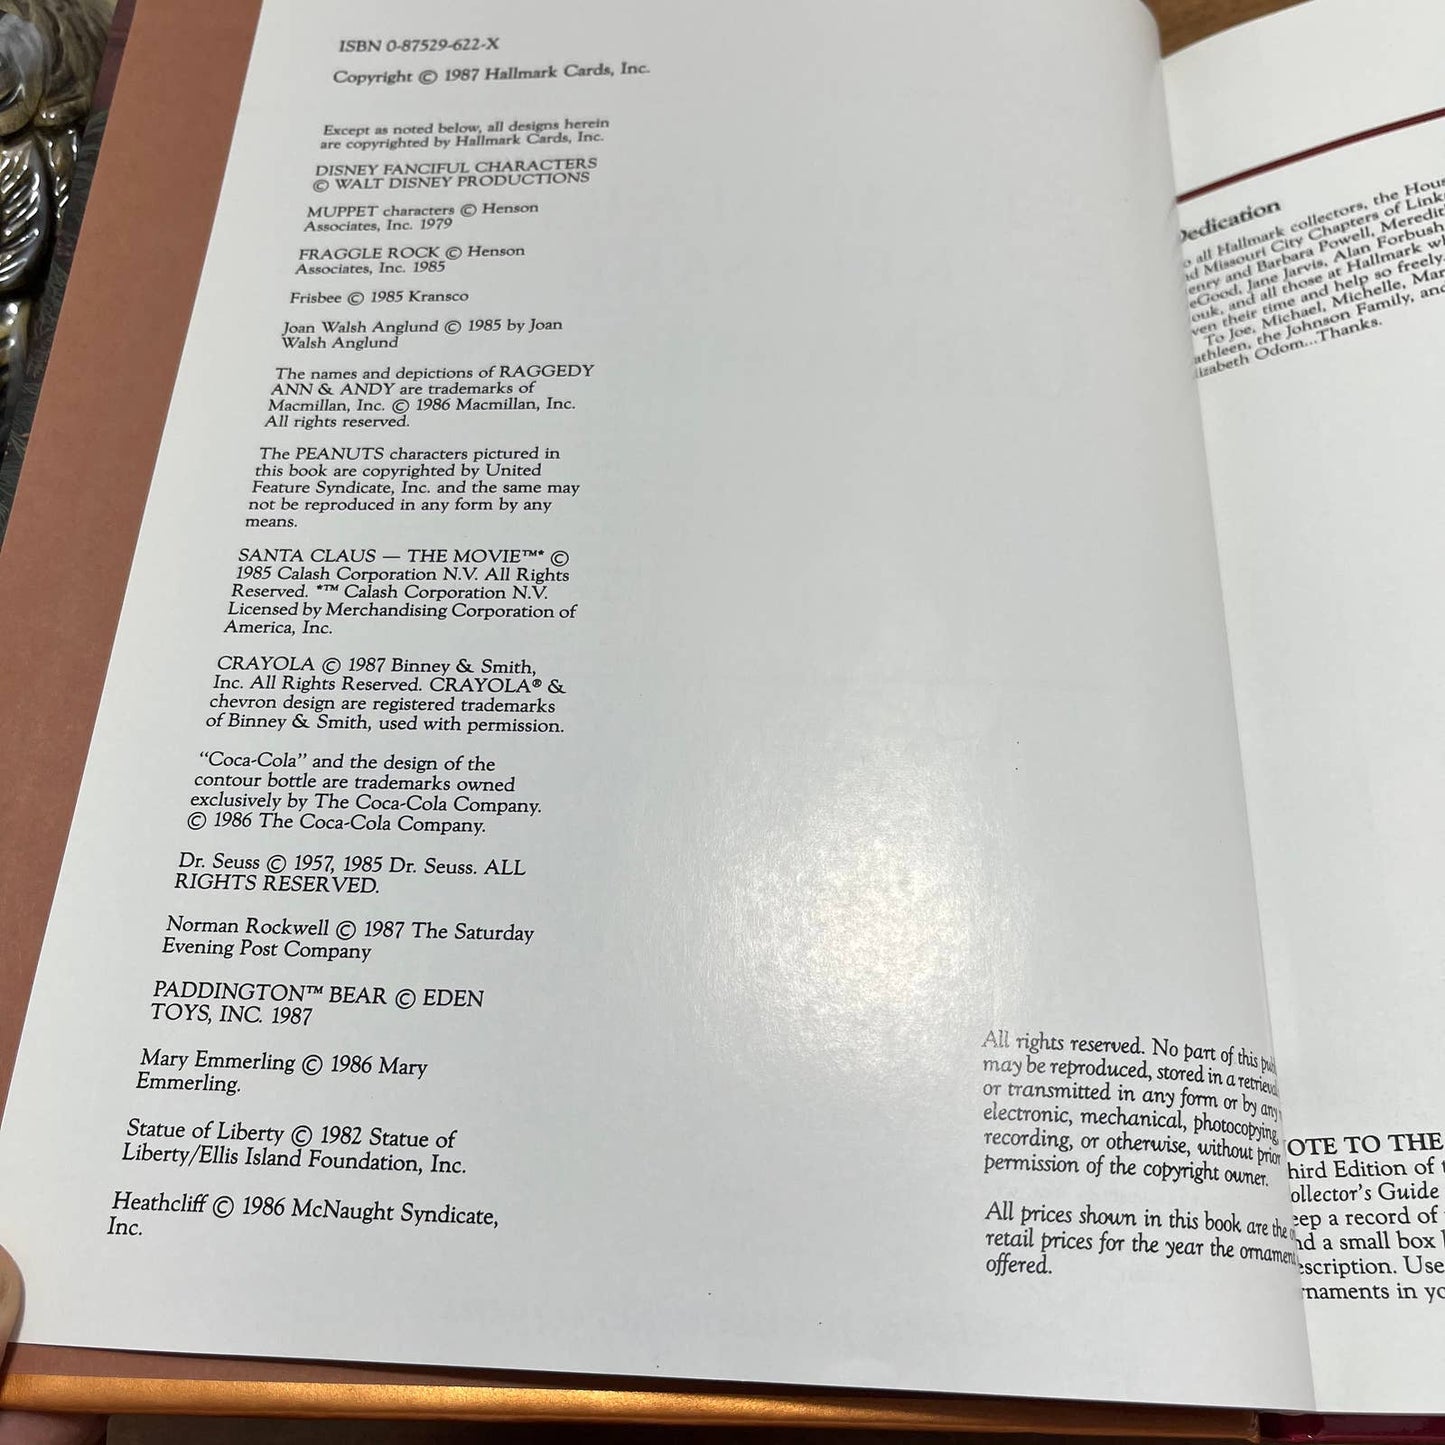 ISBN 0-87529-622-X
Copyright © 1987 Hallmark Cards, Inc.
Except as noted below, all designs herein
are copyrighted by Hallmark Cards, Inc.
DISNEY FANCIFUL CHARACTERS
© WALT DISNEY PRODUCTIONS
MUPPET characters © Henson
Associates, Inc. 1979
FRAGGLE ROCK © Henson
Associates, Inc. 1985
Frisbee © 1985 Kransco
Joan Walsh Anglund © 1985 by Joan
Walsh Anglund
The names and depictions of RAGGEDY
ANN & ANDY are trademarks of
Macmillan, Inc. © 1986 Macmillan, Inc.
All rights reserved.
The PEANUTS characters pictured in
this book are copyrighted by United
Feature Syndicate, Inc. and the same may
not be reproduced in any form by any
means.
SANTA CLAUS — THE MOVIE™* ©
1985 Calash Corporation N.V. All Rights
Reserved. *™ Calash Corporation N.V.
Licensed by Merchandising Corporation of
America, Inc.
CRAYOLA © 1987 Binney & Smith,
Inc. All Rights Reserved. CRAYOLA® &
chevron design are registered trademarks
of Binney & Smith, used with permission.
"Coca-Cola" and the design of the
contour bottle are trademarks owned
exclusively by The Coca-Cola Company.
© 1986 The Coca-Cola Company.
Dr. Seuss © 1957, 1985 Dr. Seuss. ALL
RIGHTS RESERVED.
Norman Rockwell © 1987 The Saturday
Evening Post Company
PADDINGTON™ BEAR © EDEN
TOYS, INC. 1987
Mary Emmerling © 1986 Mary
Emmerling.
Statue of Liberty © 1982 Statue of
Liberty/Ellis Island Foundation, Inc.
Heathcliff © 1986 McNaught Syndicate,
Inc.
All rights reserved. No part of this
may be reproduced, stored in a
or transmitted in any form or by any
electronic, mechanical, photocopying,
recording, or otherwise, without prior
permission of the copyright owner.
All prices shown in this book are the
retail prices for the year the
offered.
Dedication
all Hallmark collectors, the
Missouri City Chapters of
and Barbara Powell,
Jane Jarvis, Alan Forbush
and all those at Hallmark
their time and help so freely.
To Joe, Michael, Michelle,
the Johnson Family, and
Odom...Thanks.
TO THE
Edition of
Guide
a record of
a small box
Use
in